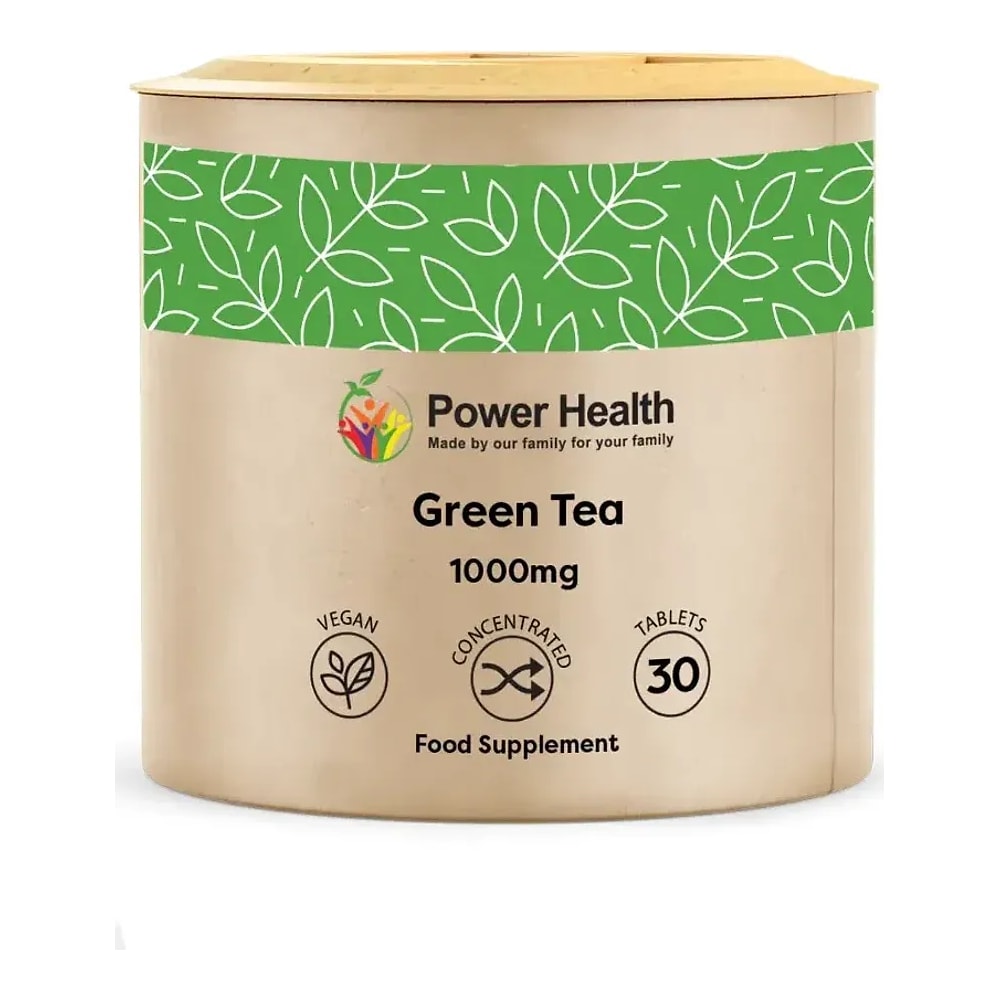 Power Health
Made by our family for your family
Green Tea
1000mg
VEGAN
CONCENTRATED
TABLETS
30
Food Supplement